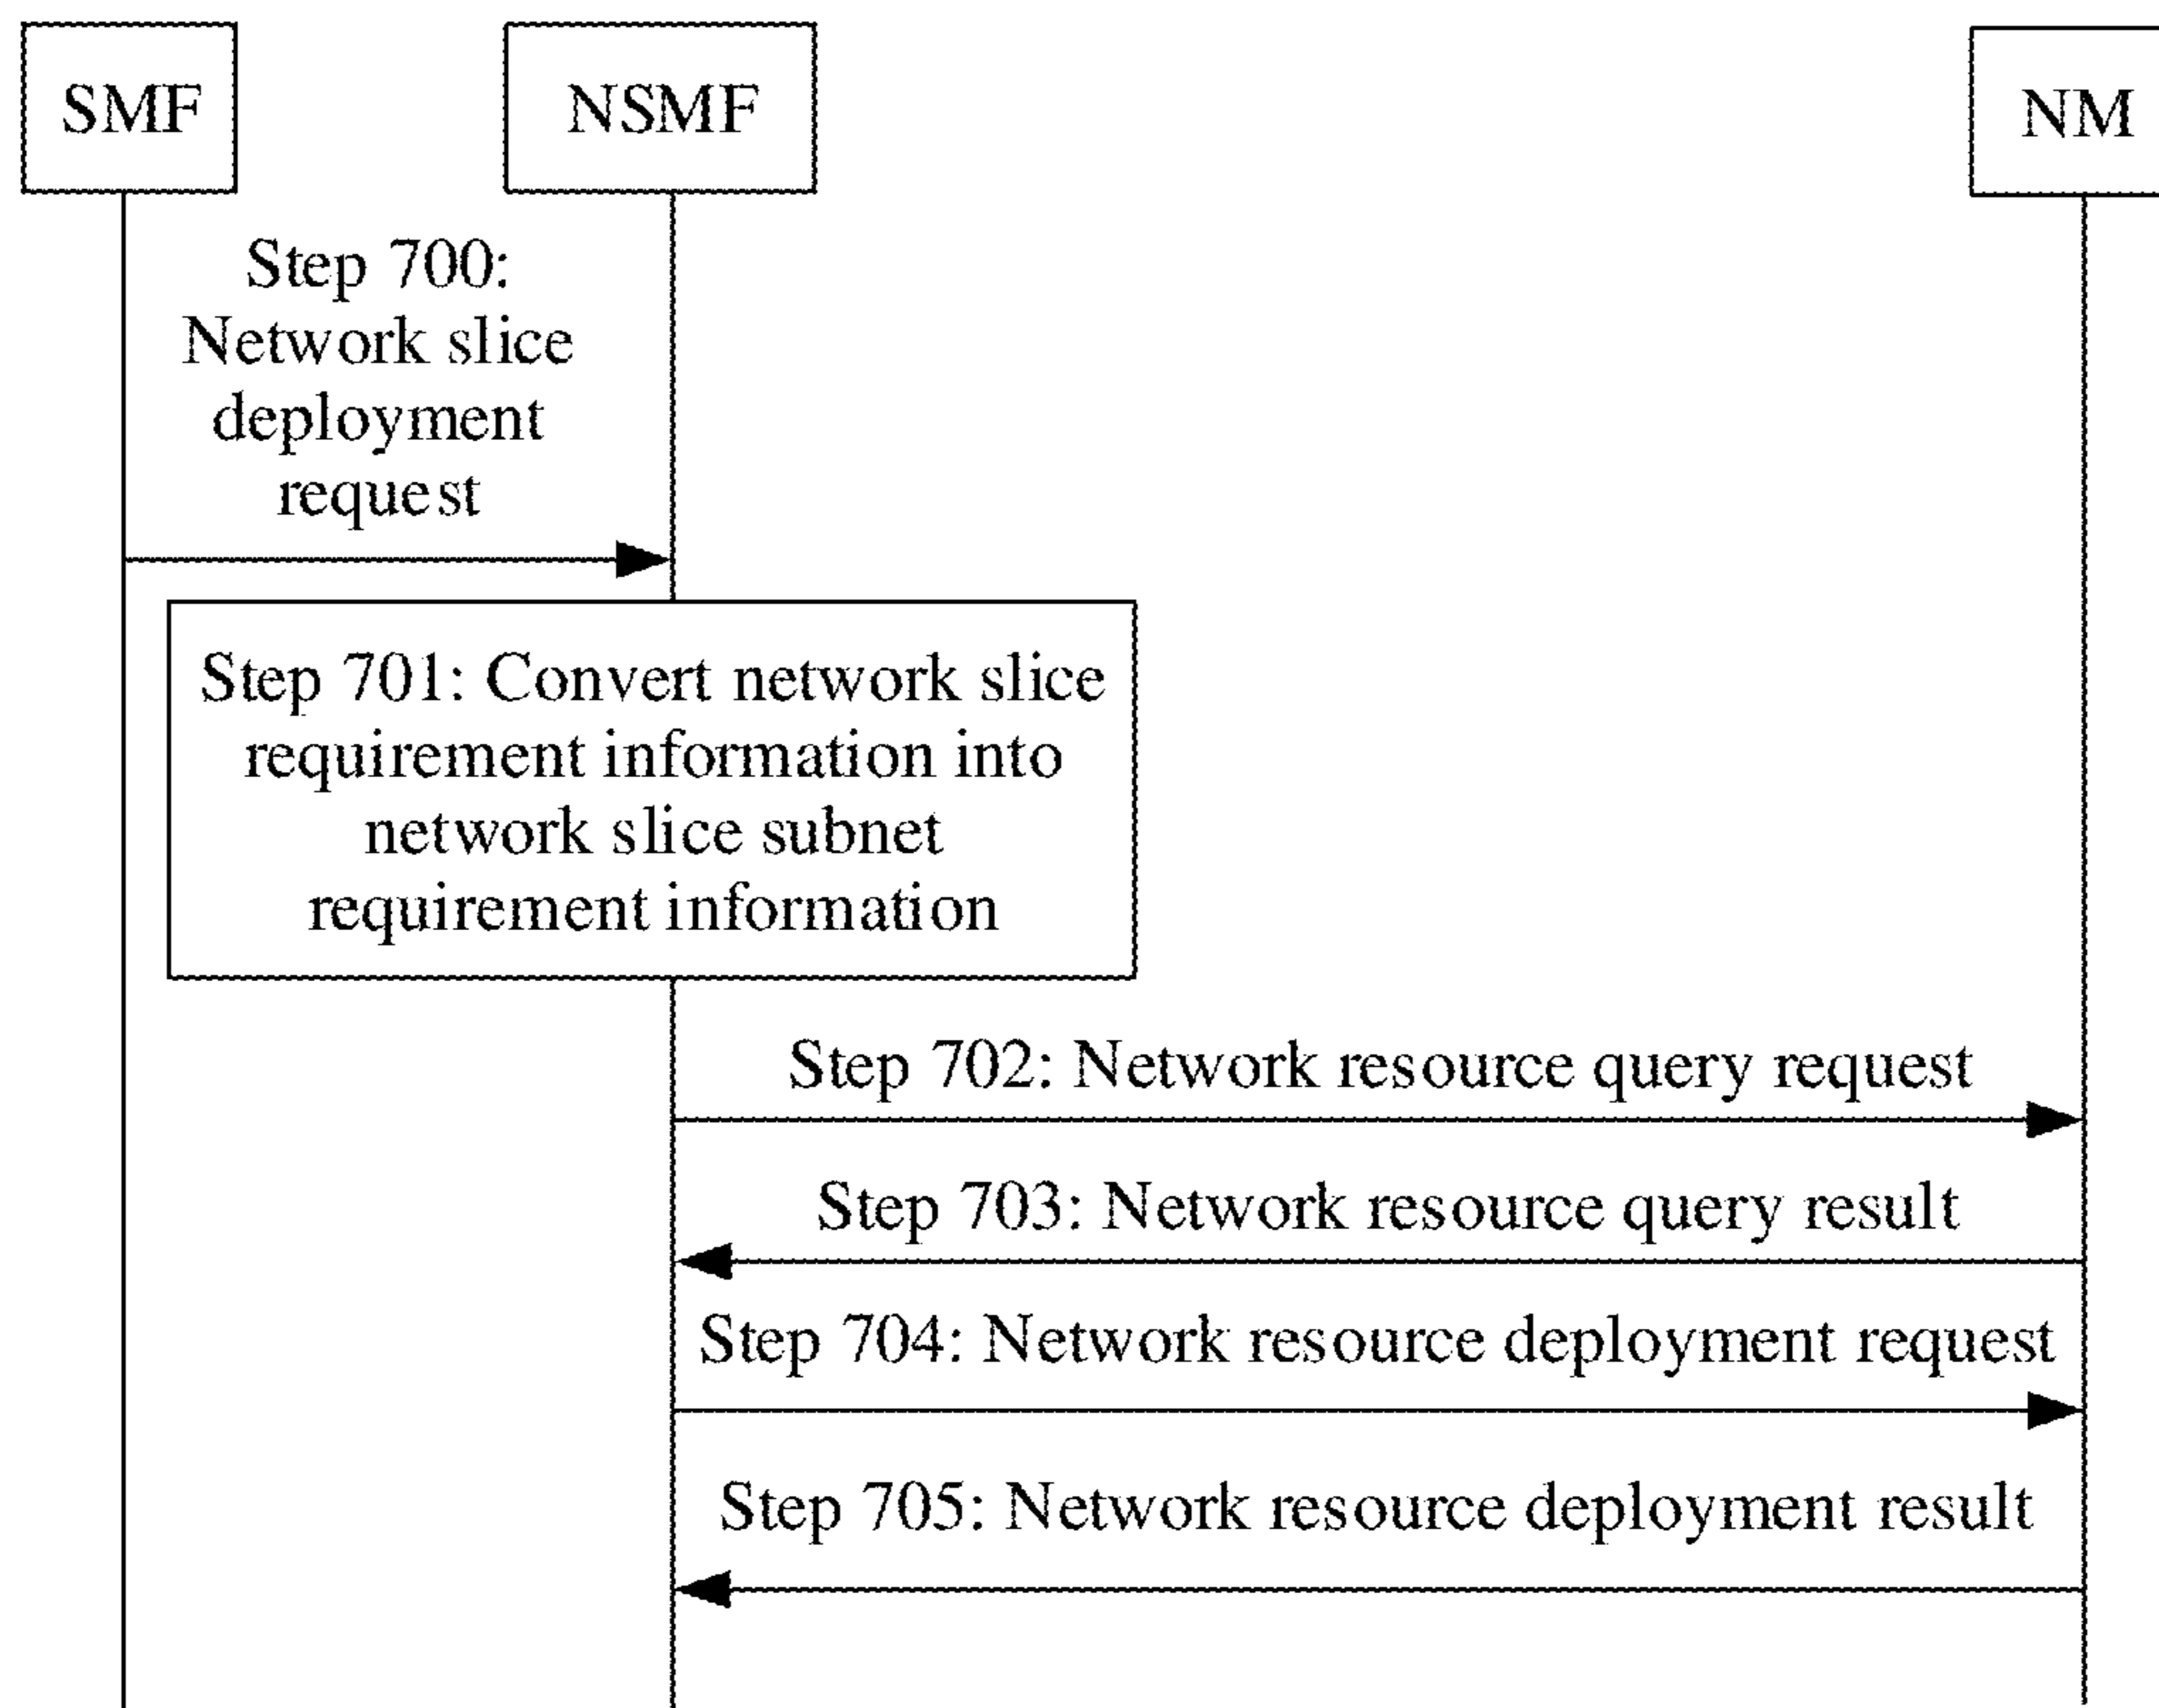 SMF
NSMF
NM
Step 700:
Network slice
deployment
request
Step 701: Convert network slice
requirement information into
network slice subnet
requirement information
Step 702: Network resource query request
Step 703: Network resource query result
Step 704: Network resource deployment request
Step 705: Network resource deployment result